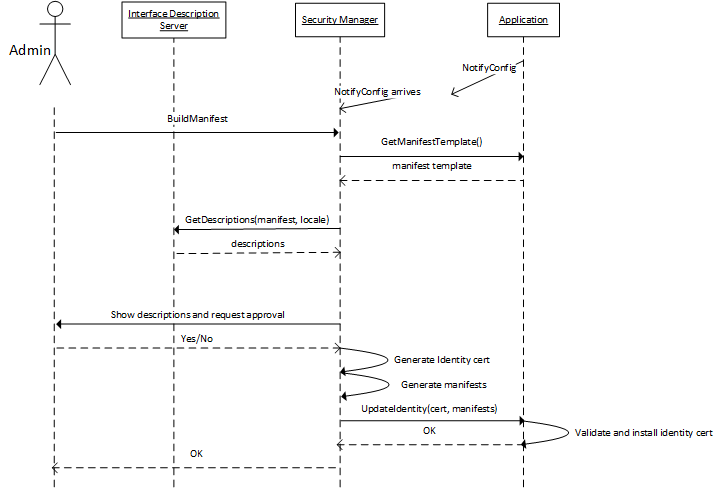 Interface Description
Server
Security Manager
Application
Admin
NotifyConfig
NotifyConfig arrives
BuildManifest
GetManifestTemplate()
manifest template
GetDescriptions(manifest, locale)
descriptions
Show descriptions and request approval
Yes/No
Generate Identity cert
Generate manifests
UpdateIdentity(cert, manifests)
OK
Validate and install identity cert
OK